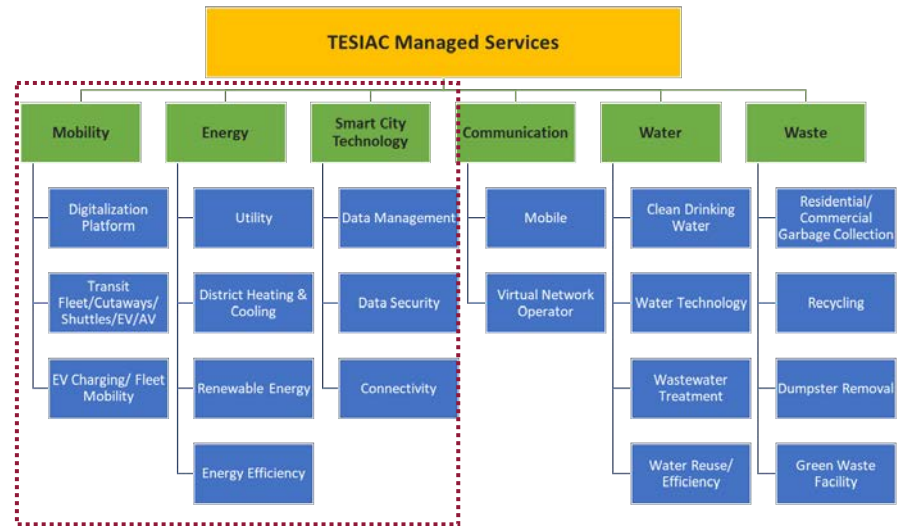 TESIAC Managed Services
Mobility
Energy
Smart City
Technology
Communication
Water
Waste
Digitalization
Platform
Utility
Data Management
Mobile
Clean Drinking
Water
Residential/
Commercial
Garbage Collection
Transit
Fleet/Cutaways/
Shuttles/EV/AV
District Heating &
Cooling
Data Security
Virtual Network
Operator
Water Technology
Recycling
EV Charging/ Fleet
Mobility
Renewable Energy
Connectivity
Wastewater
Treatment
Dumpster Removal
Energy Efficiency
Water Reuse/
Efficiency
Green Waste
Facility